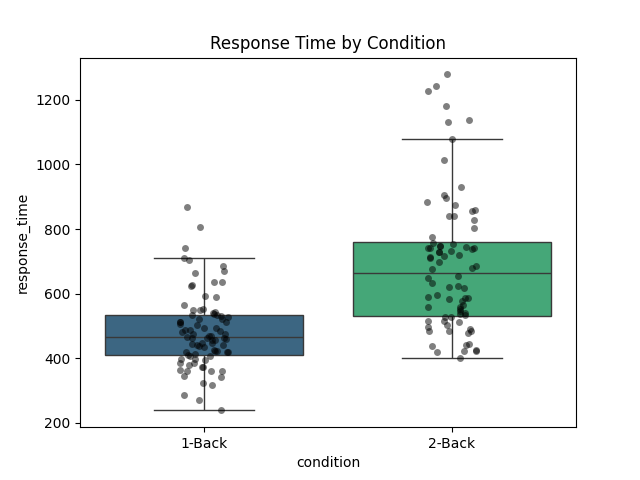 Response Time by Condition
response_time
1200
1000
800
600
400
200
1-Back
2-Back
condition